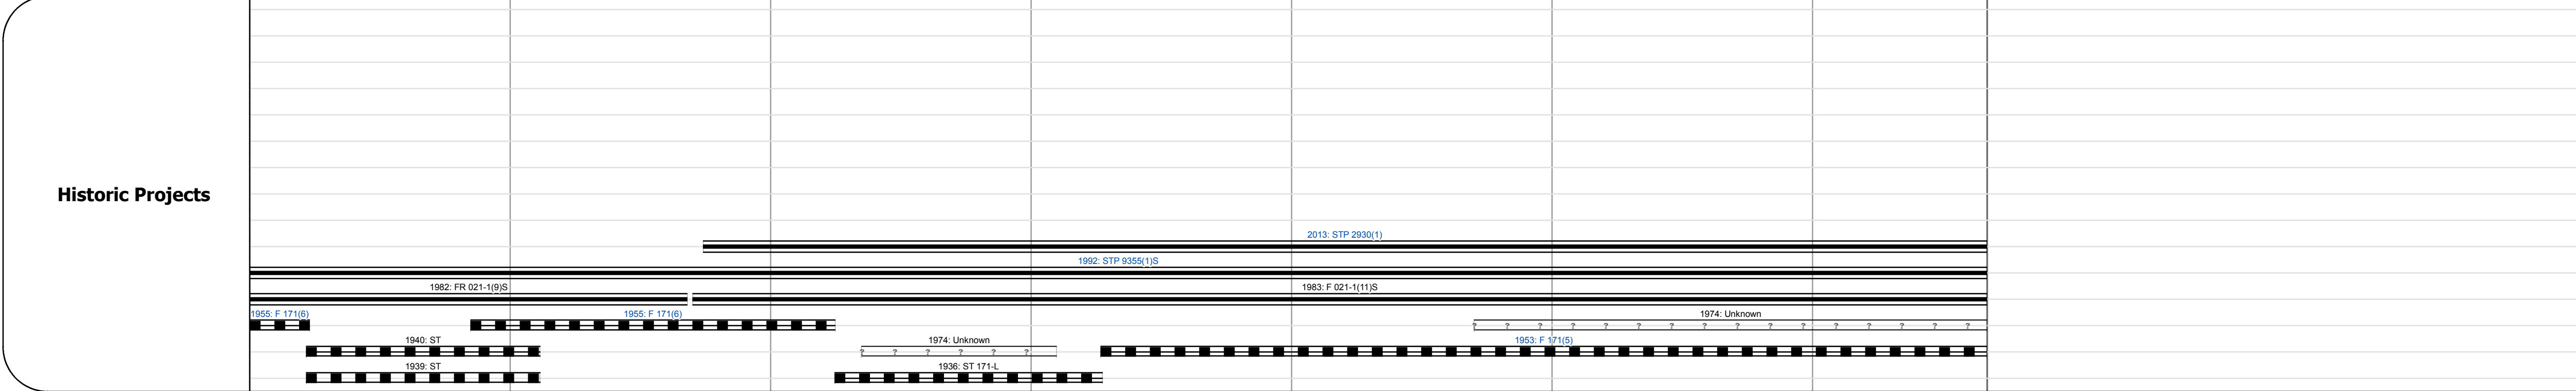 Historic Projects
2013: STP 2930(1)
1992: STP 9355(1)S
1982: FR 021-1(9)S
1983: F 021-1(11)S
1955: F 171(6)
1955: F 171(6)
1974: Unknown
? ? ? ? ? ? ? ? ? ? ? ? ? ? ? ?
1940: ST
1974: Unknown
1953: F 171(5)
? ? ? ? ? ?
1939: ST
1936: ST 171-L